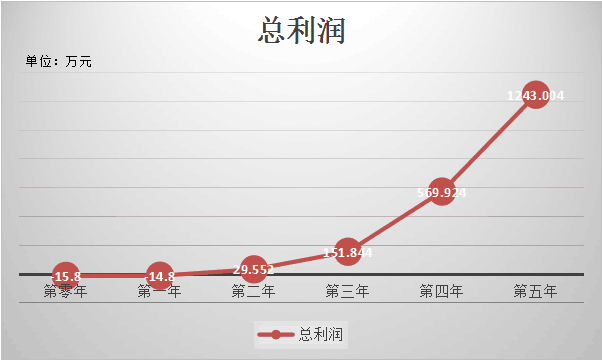 总利润
单位：万元
1243.004
569.924
151.844
29.552
-15.8
-14.8
第零年 第一年 第二年 第三年 第四年 第五年
总利润